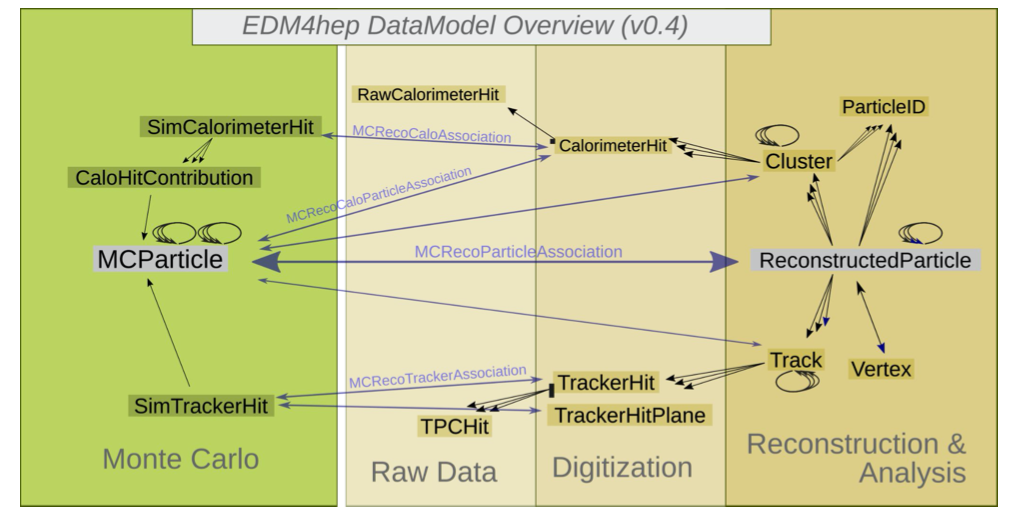 EDM4hep DataModel Overview (v0.4)
RawCalorimeterHit
ParticleID
SimCalorimeterHit
MCRecoCaloAssociation
CalorimeterHit
Cluster
CaloHitContribution
MCRecoCaloParticleAssociation
MCParticle
MCRecoParticleAssociation
ReconstructedParticle
Track
Vertex
MCRecoTrackerAssociation
TrackerHit
SimTrackerHit
TrackerHitPlane
TPCHit
Monte Carlo
Raw Data
Digitization
Reconstruction &
Analysis